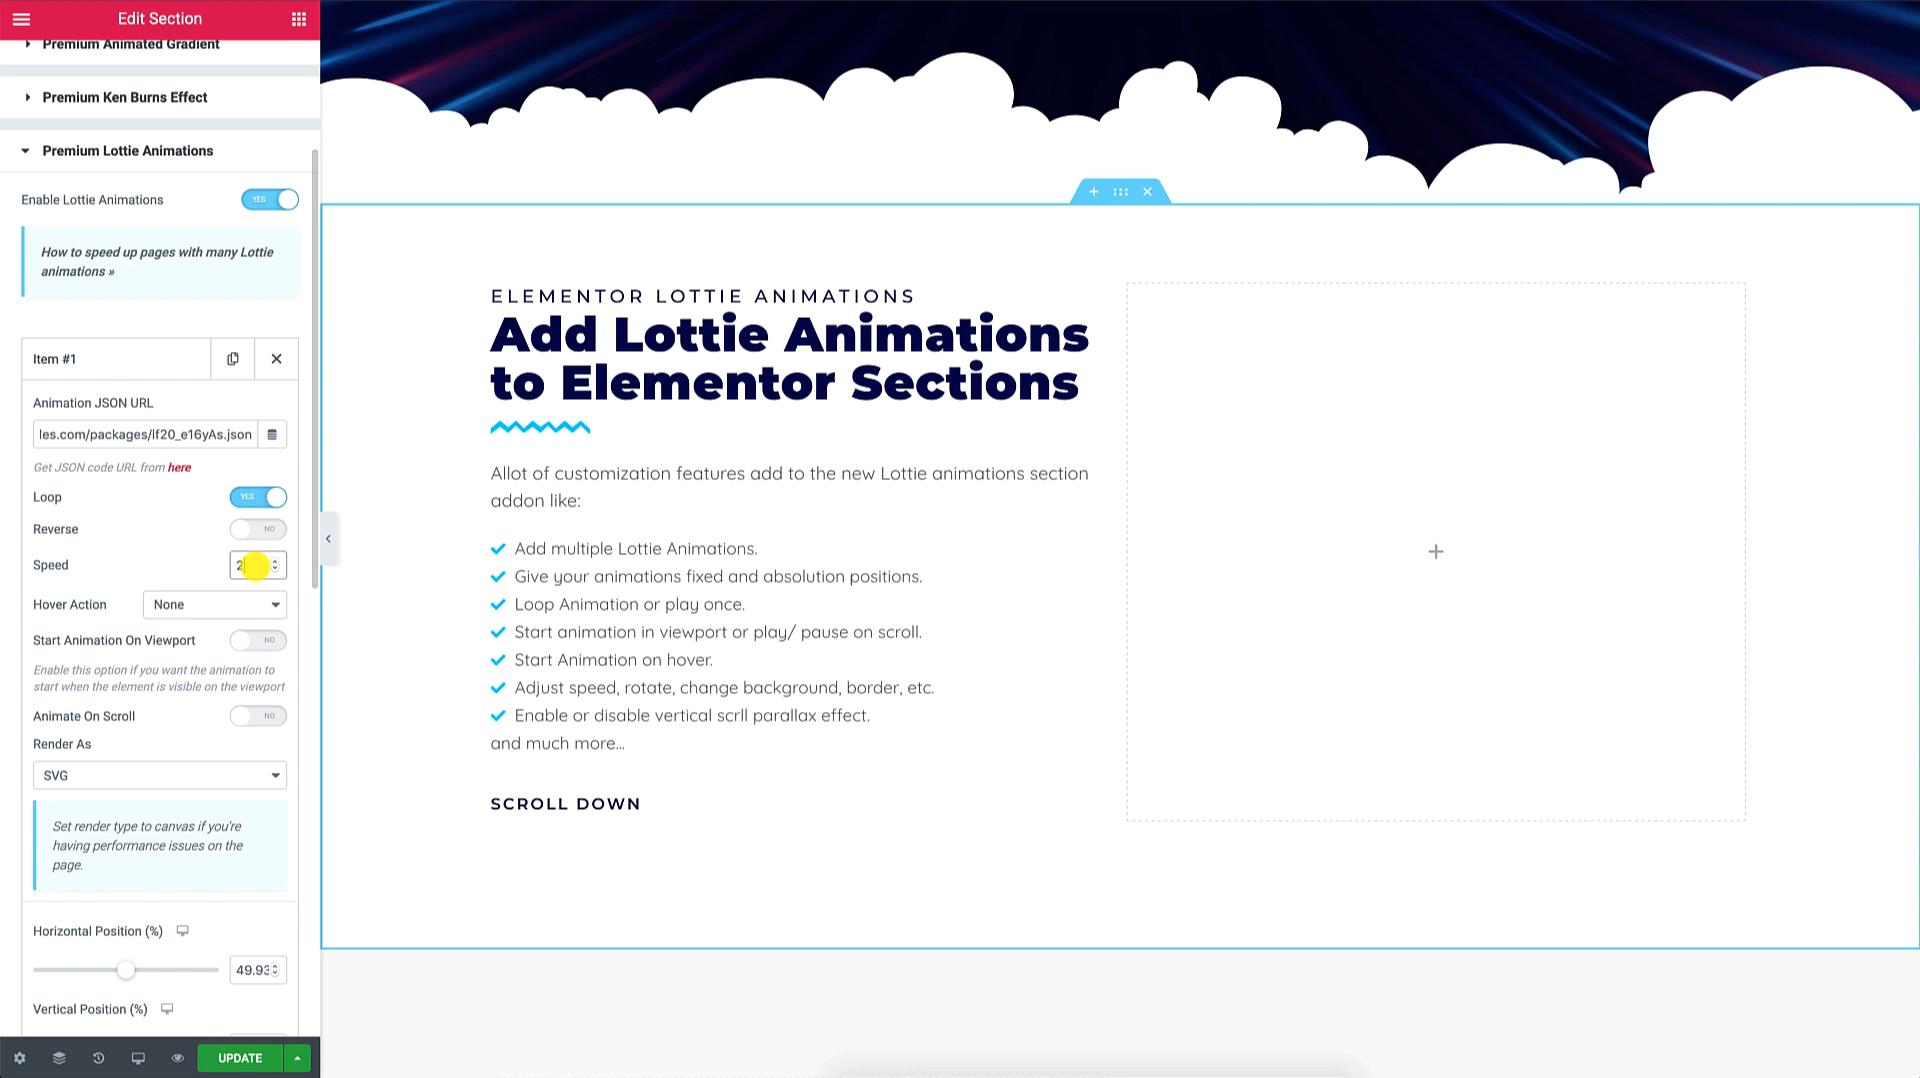 Edit Section
Premium Animated Gradient
Premium Ken Burns Effect
Premium Lottie Animations
Enable Lottie Animations
YES
How to speed up pages with many Lottie
animations »
Item #1
Animation JSON URL
les.com/packages/lf20_e16yAs.json
Get JSON code URL from here
Loop
YES
Reverse
NO
Speed
2
Hover Action
None
Start Animation On Viewport
NO
Enable this option if you want the animation to
start when the element is visible on the viewport
Animate On Scroll
NO
Render As
SVG
Set render type to canvas if you're
having performance issues on the
page.
Horizontal Position (%)
49.93
Vertical Position (%)
UPDATE
ELEMENTOR LOTTIE ANIMATIONS
Add Lottie Animations
to Elementor Sections
Allot of customization features add to the new Lottie animations section
addon like:
Add multiple Lottie Animations.
Give your animations fixed and absolution positions.
Loop Animation or play once.
Start animation in viewport or play/ pause on scroll.
Start Animation on hover.
Adjust speed, rotate, change background, border, etc.
Enable or disable vertical scrll parallax effect.
and much more...
SCROLL DOWN